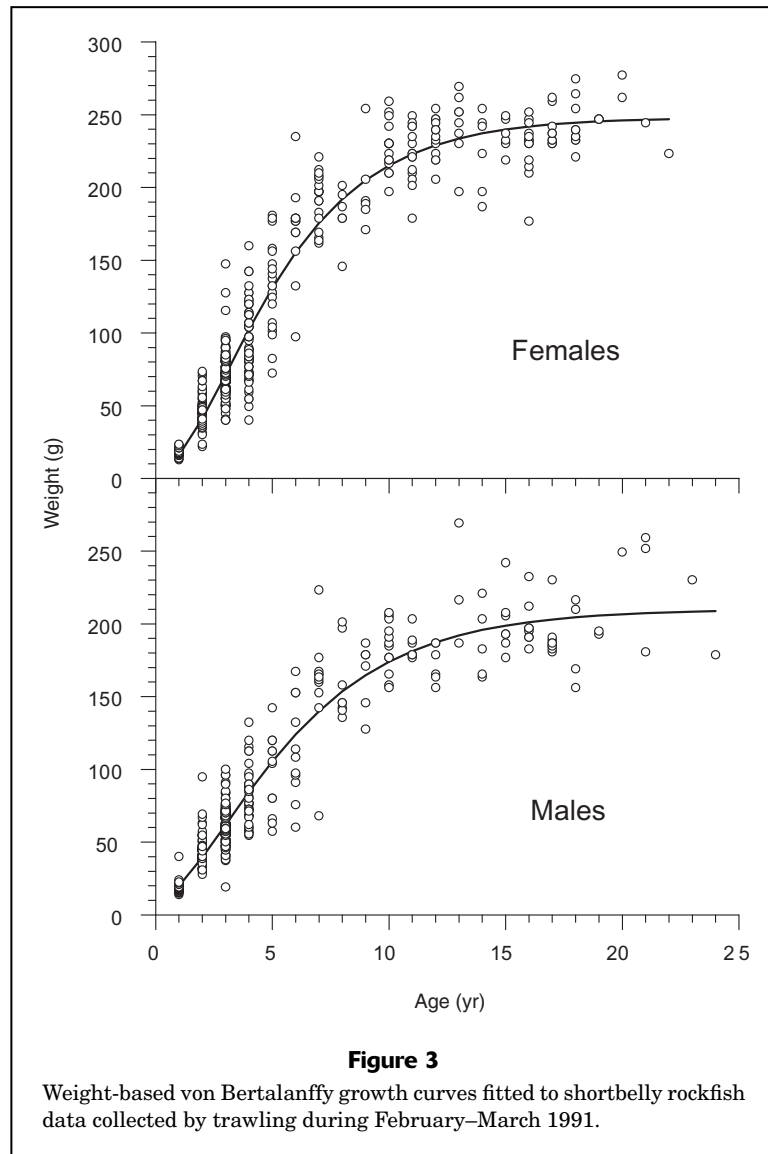 300
250
200
150
100
50
0
Females
Weight (g)
250
200
150
100
50
0
Males
0 5 10 15 20 25
Age (yr)
Figure 3
Weight-based von Bertalanffy growth curves fitted to shortbelly rockfish
data collected by trawling during February–March 1991.